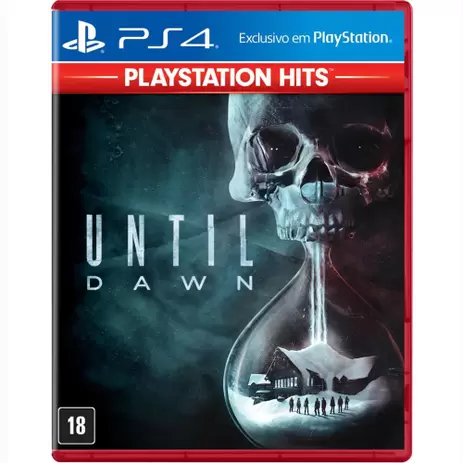 PS4
Exclusivo em PlayStation®
PLAYSTATION HITS
UNTIL
DAWN
18